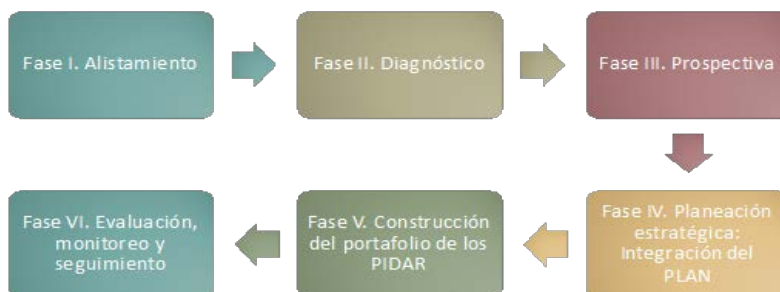 Fase I. Alistamiento
Fase II. Diagnóstico
Fase III. Prospectiva
Fase IV. Planeación
estratégica:
Integración del
PLAN
Fase V. Construcción
del portafolio de los
PIDAR
Fase VI. Evaluación,
monitoreo y
seguimiento